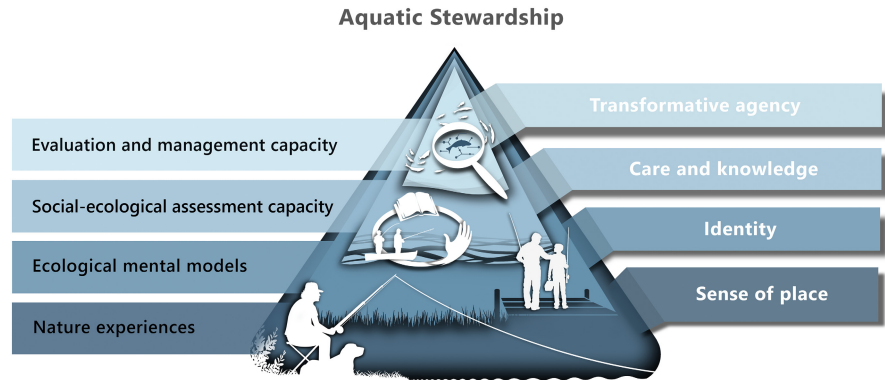 Aquatic Stewardship
Transformative agency
Evaluation and management capacity
Care and knowledge
Social-ecological assessment capacity
Identity
Ecological mental models
Sense of place
Nature experiences